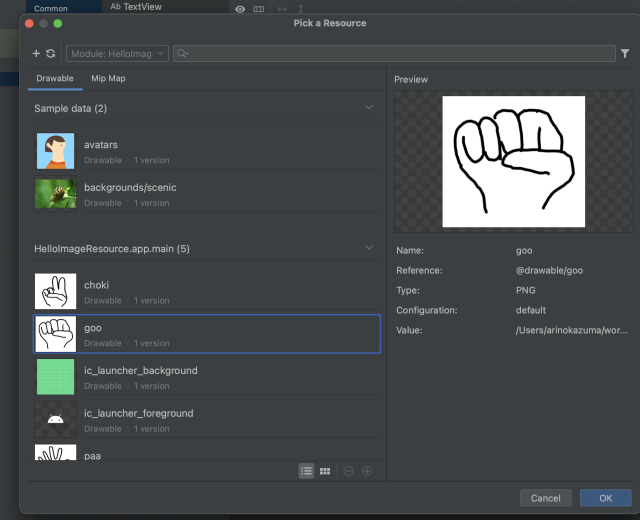 Common
Ab TextView
Pick a Resource
Module: HelloImag
Drawable
Mip Map
Preview
Sample data (2)
avatars
Drawable | 1 version
backgrounds/scenic
Drawable | 1 version
HelloImageResource.app.main (5)
choki
Drawable | 1 version
goo
Drawable | 1 version
ic_launcher_background
Drawable | 1 version
ic_launcher_foreground
Drawable | 1 version
paa
Name: goo
Reference: @drawable/goo
Type: PNG
Configuration: default
Value: /Users/arinokazuma/wor...
Cancel
OK